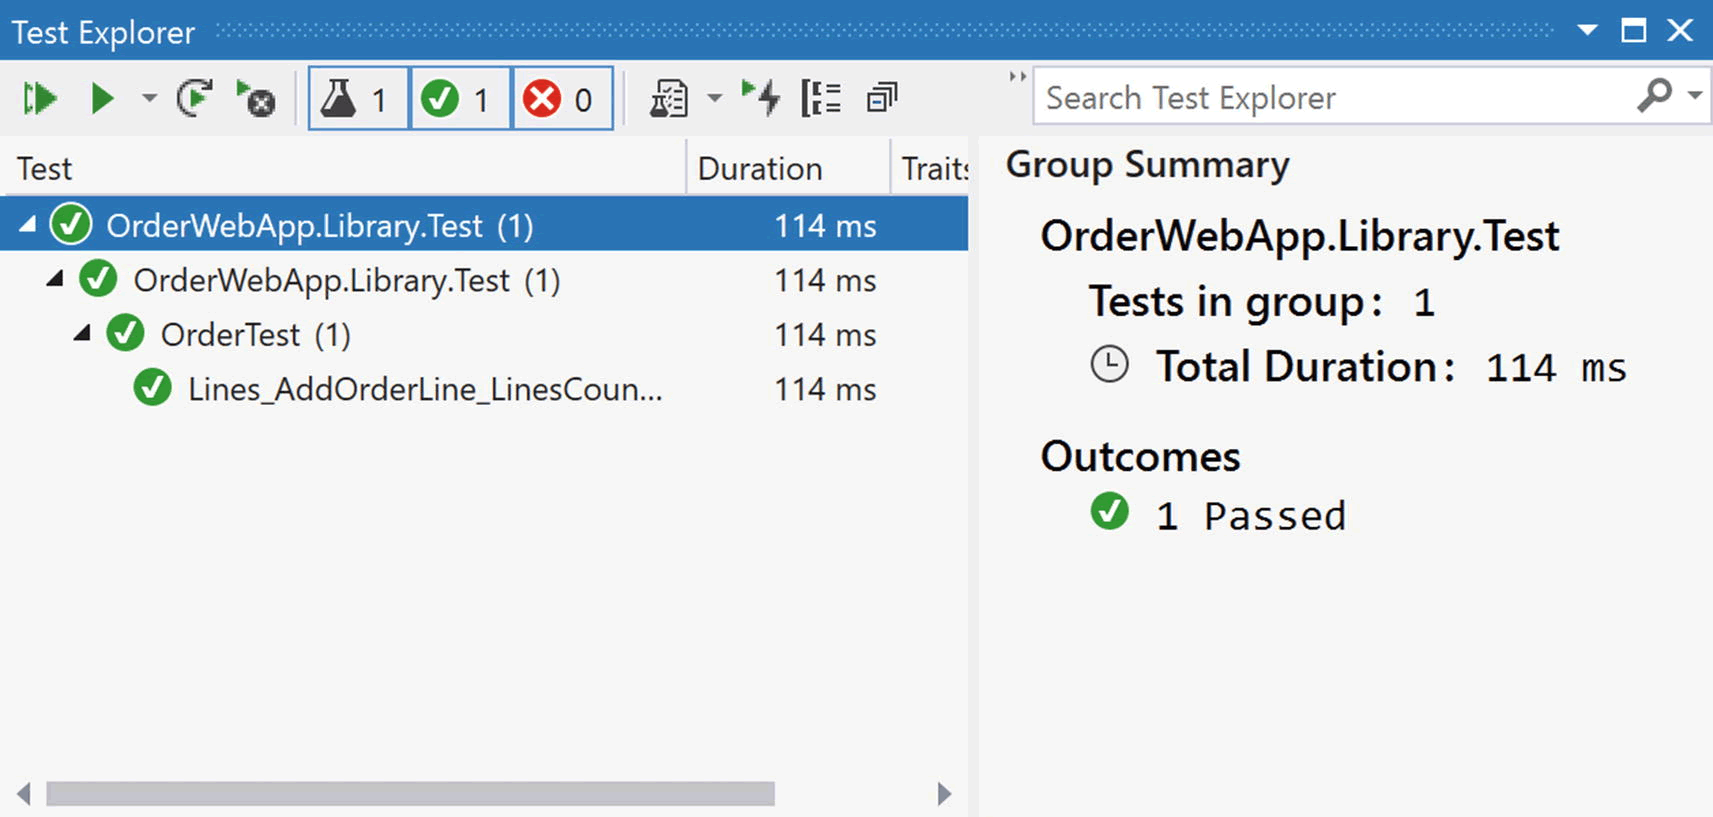 Test Explorer
1 1 0 Search Test Explorer
Test Duration Traits
OrderWebApp.Library.Test (1) 114 ms
OrderWebApp.Library.Test (1) 114 ms
OrderTest (1) 114 ms
Lines_AddOrderLine_LinesCoun... 114 ms
Group Summary
OrderWebApp.Library.Test
Tests in group: 1
Total Duration: 114 ms
Outcomes
1 Passed